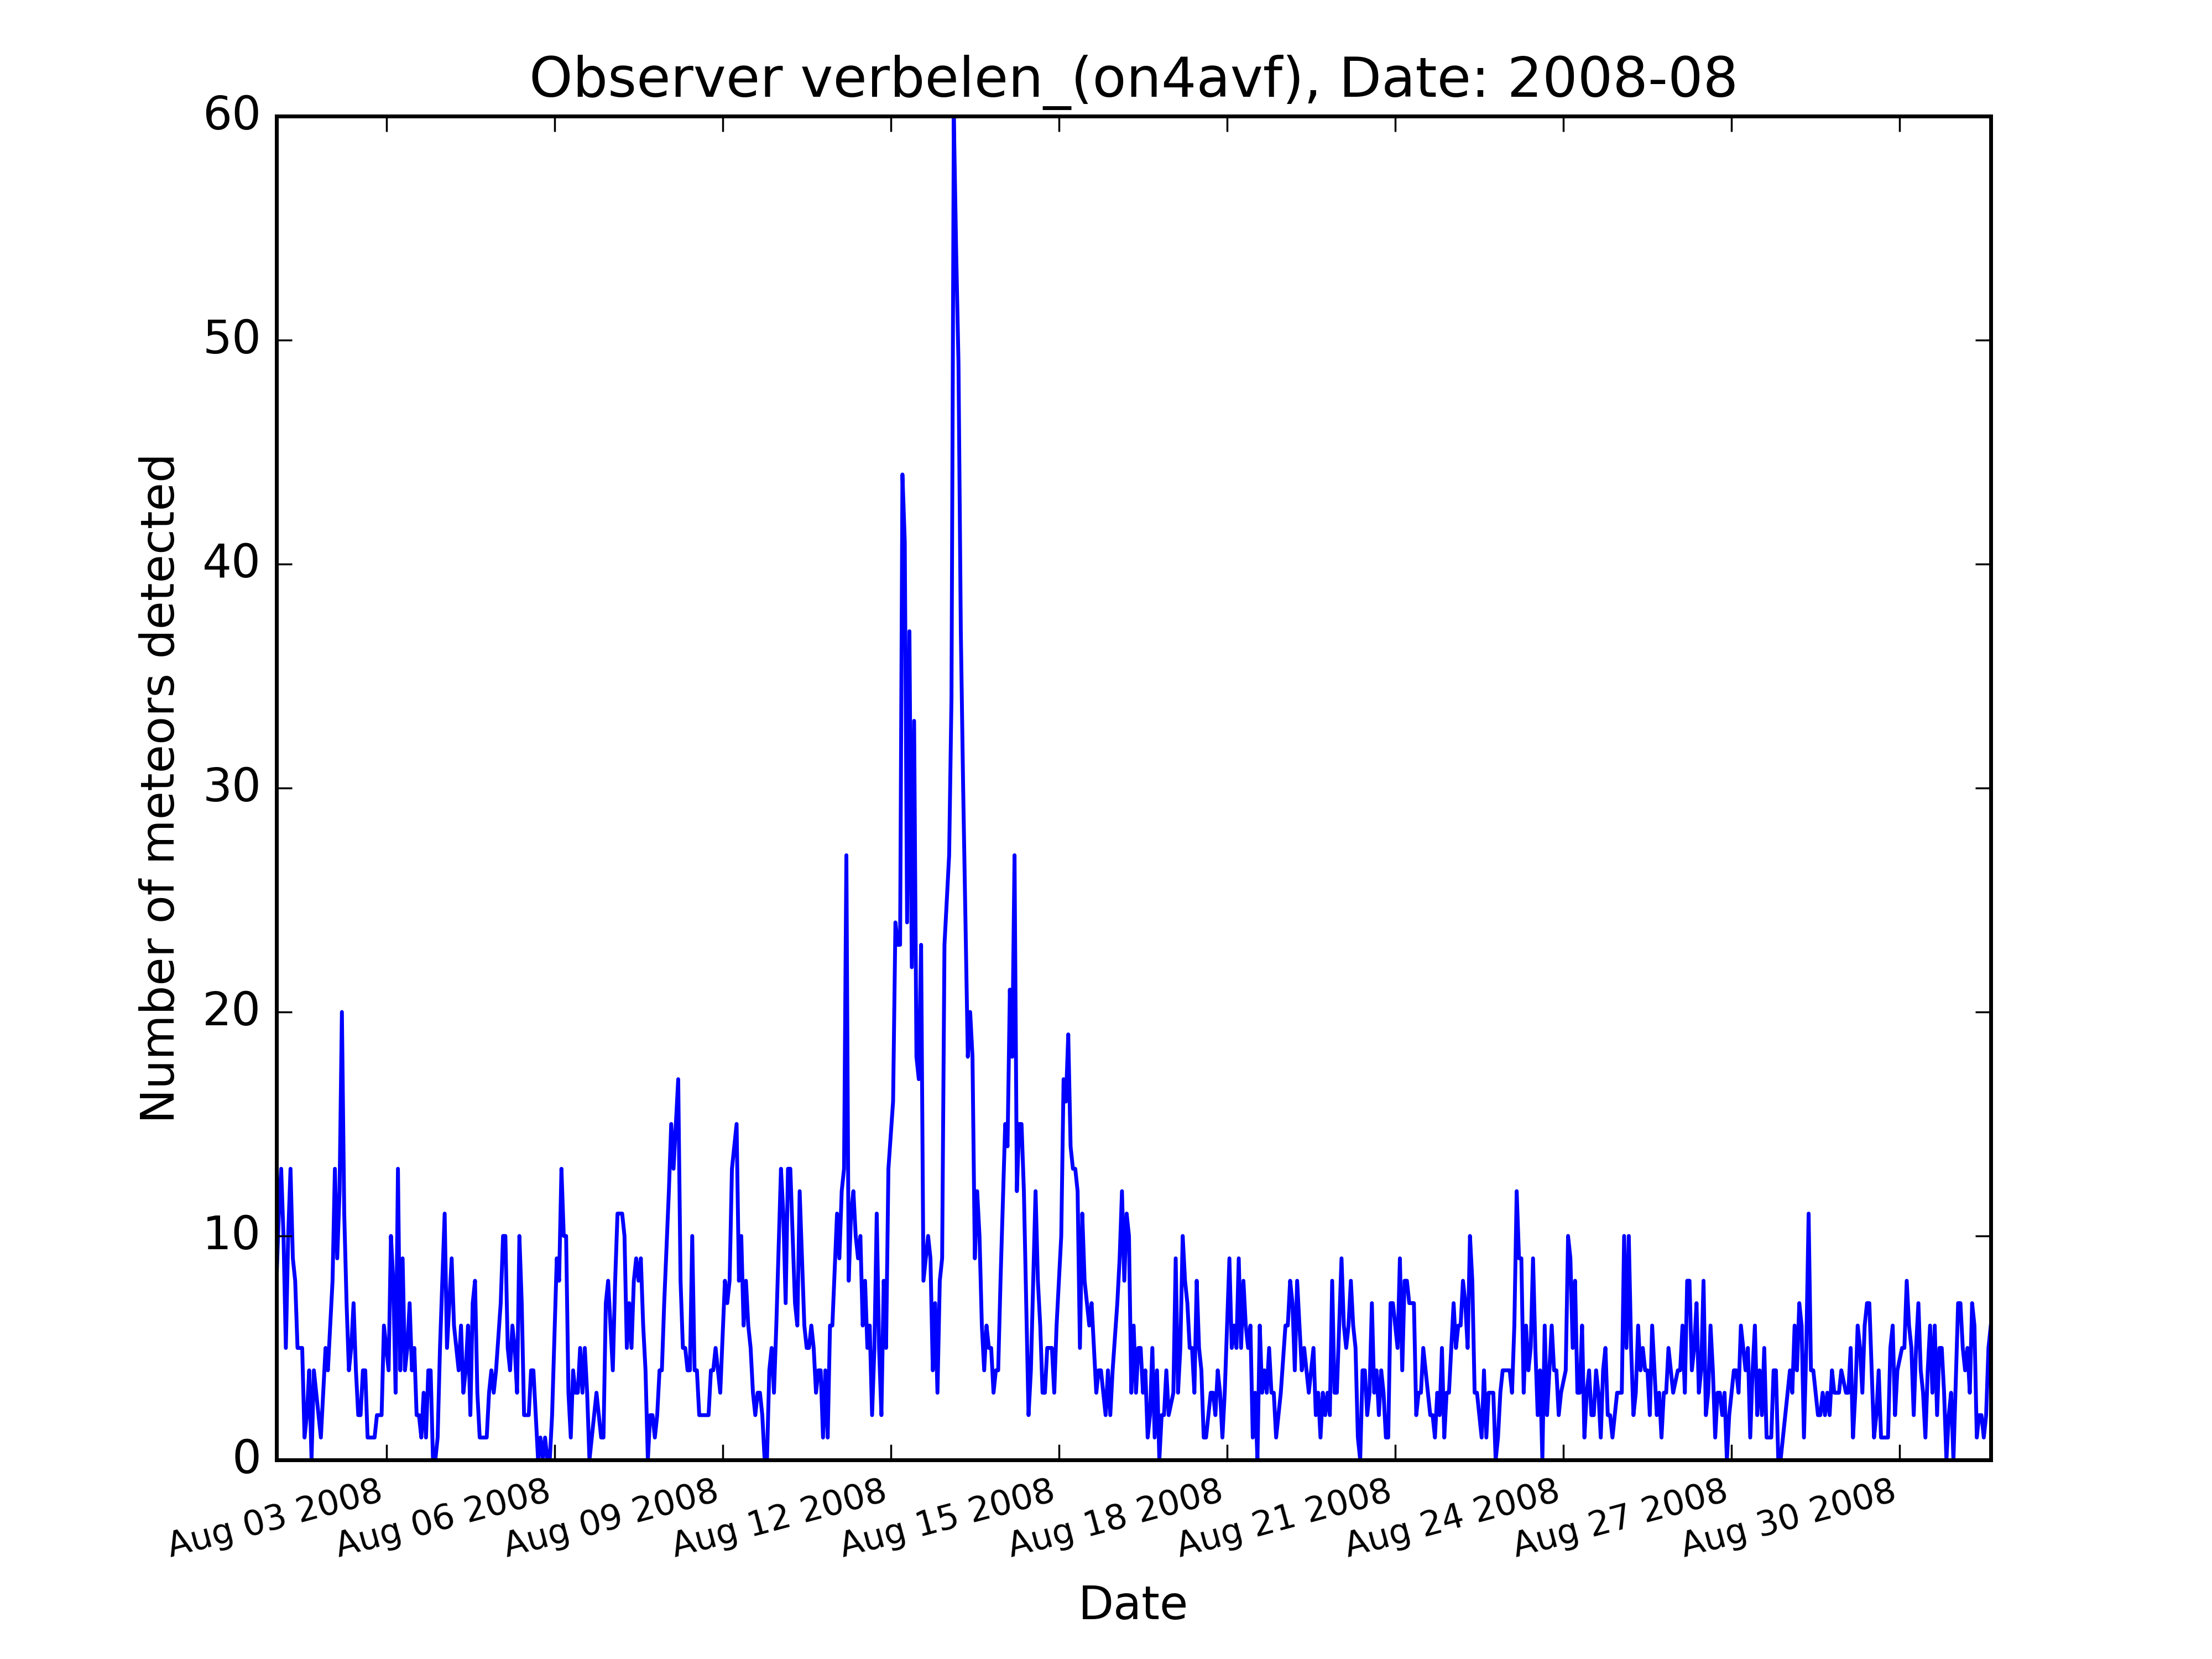 Observer verbelen_(on4avf), Date: 2008-08
Number of meteors detected
60
50
40
30
20
10
0
Aug 03 2008
Aug 06 2008
Aug 09 2008
Aug 12 2008
Aug 15 2008
Aug 18 2008
Aug 21 2008
Aug 24 2008
Aug 27 2008
Aug 30 2008
Date